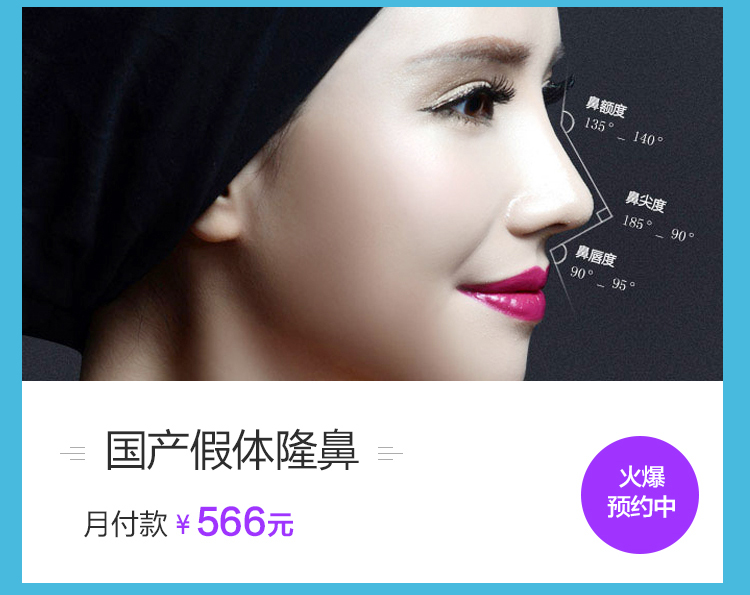 鼻额度
135°– 140°
鼻尖度
185°– 90°
鼻唇度
90°– 95°
国产假体隆鼻
月付款 ¥ 566元
火爆
预约中